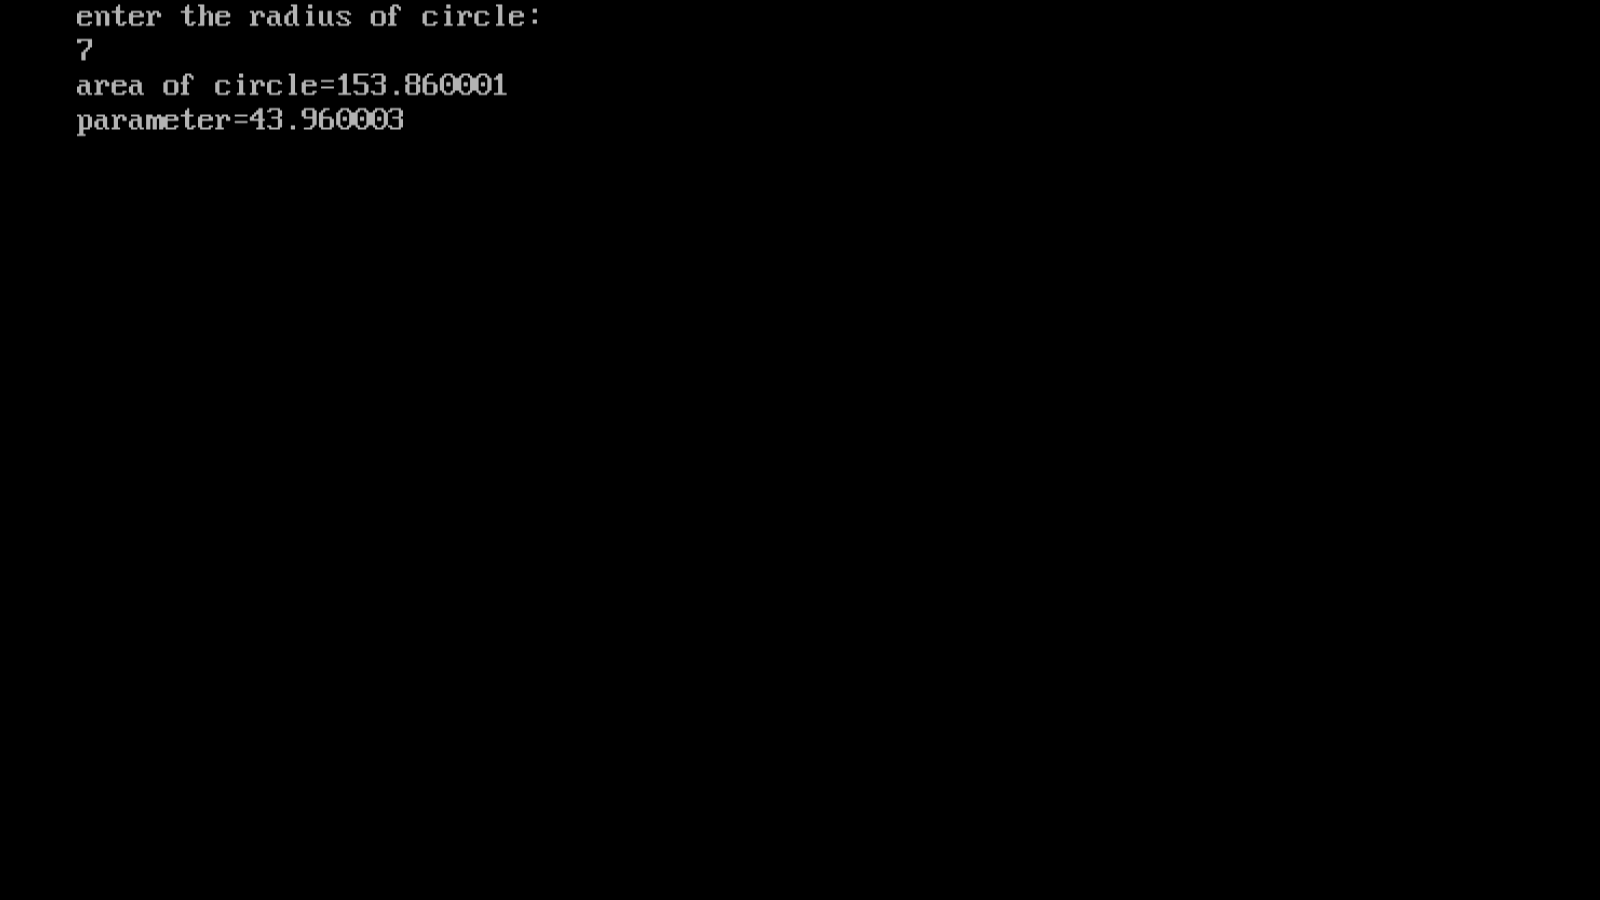 enter the radius of circle:
7
area of circle=153.860001
parameter=43.960003